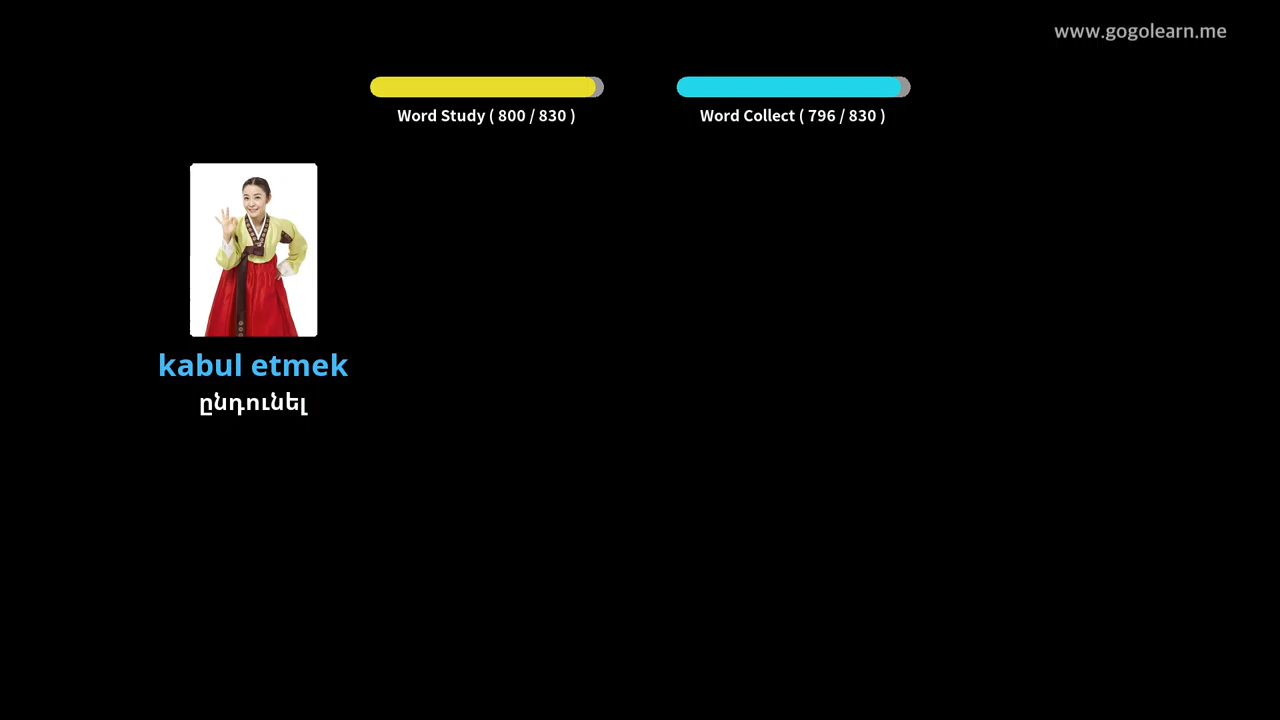 www.gogolearn.me
Word Study ( 800 / 830 )
Word Collect ( 796 / 830 )
kabul etmek
ընդունել